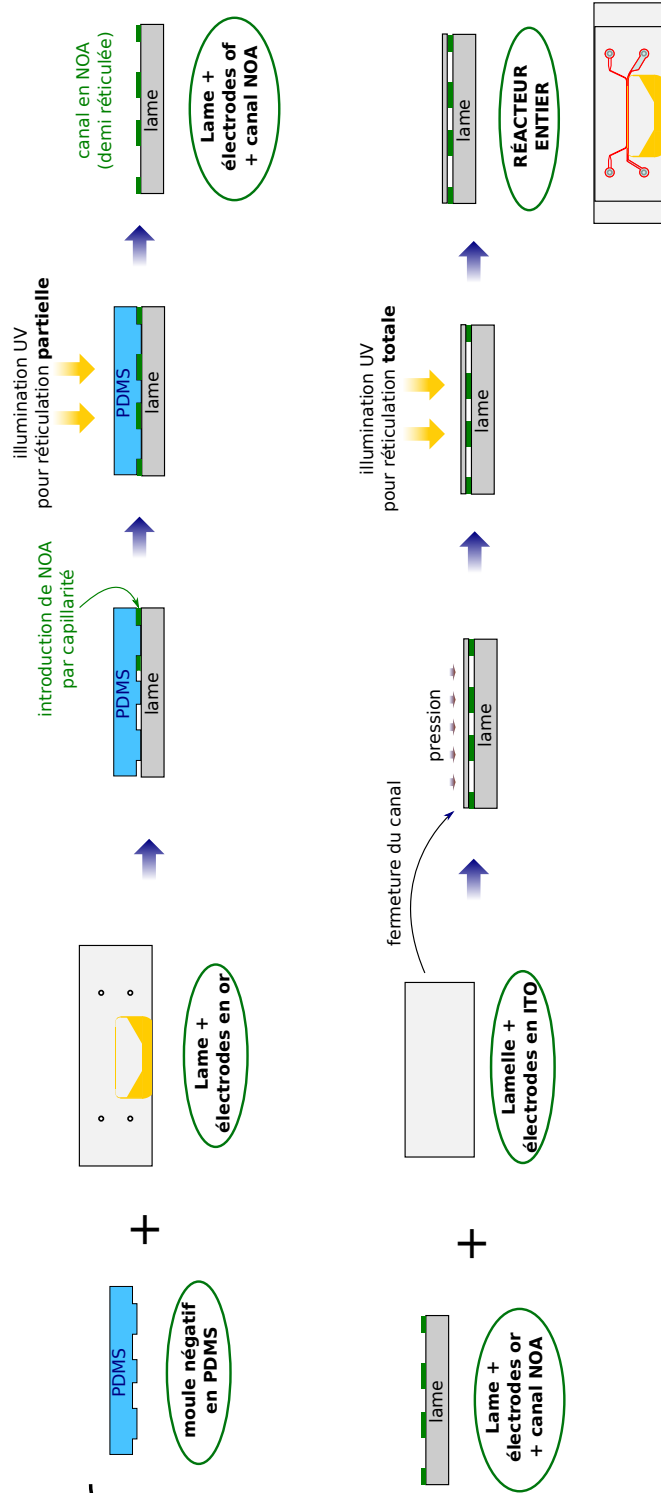 PDMS
moule négatif
en PDMS
+
Lame +
électrodes en or
introduction de NOA
par capillarité
PDMS
lame
illumination UV
pour réticulation partielle
PDMS
lame
canal en NOA
(demi réticulée)
lame
Lame +
électrodes of
+ canal NOA
lame
Lame +
électrodes or
+ canal NOA
+
Lamelle +
électrodes en ITO
fermeture du canal
pression
lame
illumination UV
pour réticulation totale
lame
lame
RÉACTEUR
ENTIER